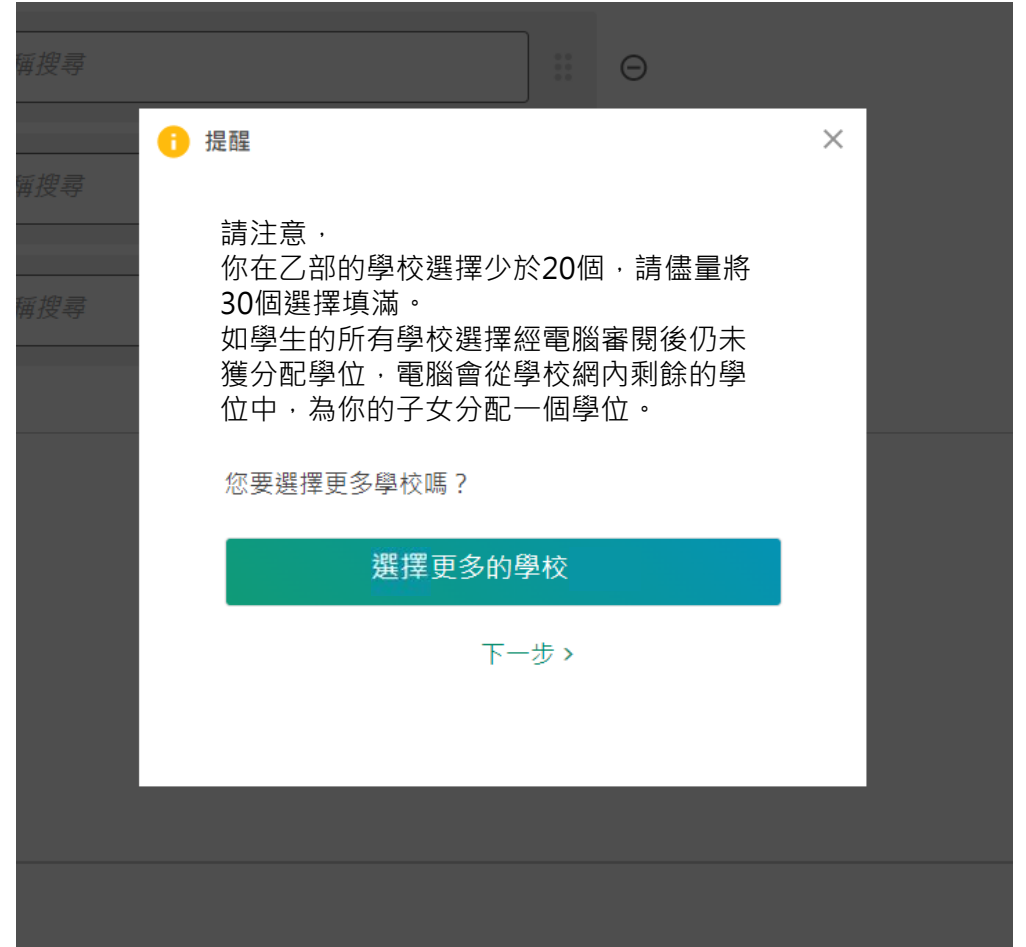 稱搜尋
提醒
稱搜尋
請注意，
你在乙部的學校選擇少於20個，請儘量將
30個選擇填滿。
稱搜尋
如學生的所有學校選擇經電腦審閱後仍未
獲分配學位，電腦會從學校網內剩餘的學
位中，為你的子女分配一個學位。
您要選擇更多學校嗎？
選擇更多的學校
下一步 >